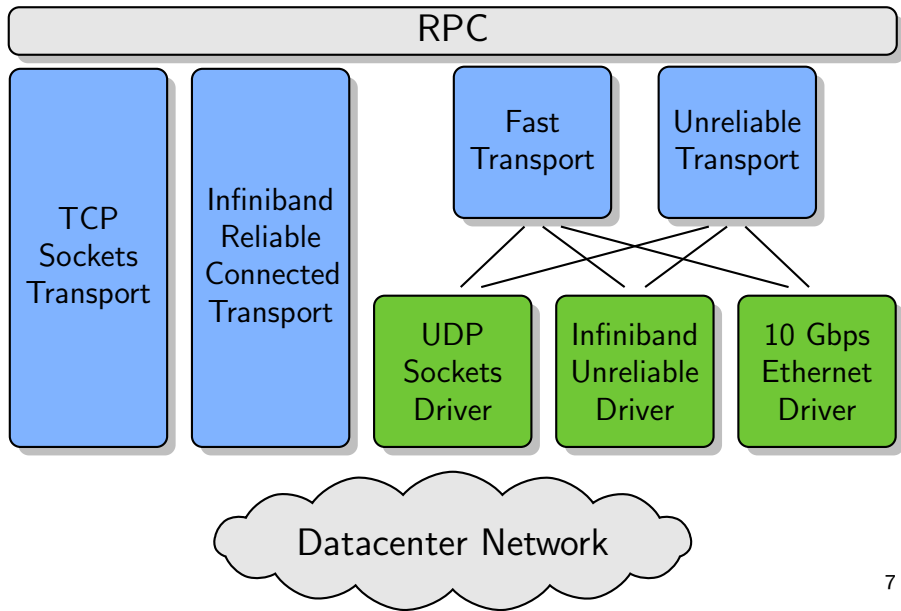 RPC
TCP
Sockets
Transport
Infiniband
Reliable
Connected
Transport
Fast
Transport
Unreliable
Transport
UDP
Sockets
Driver
Infiniband
Unreliable
Driver
10 Gbps
Ethernet
Driver
Datacenter Network
7